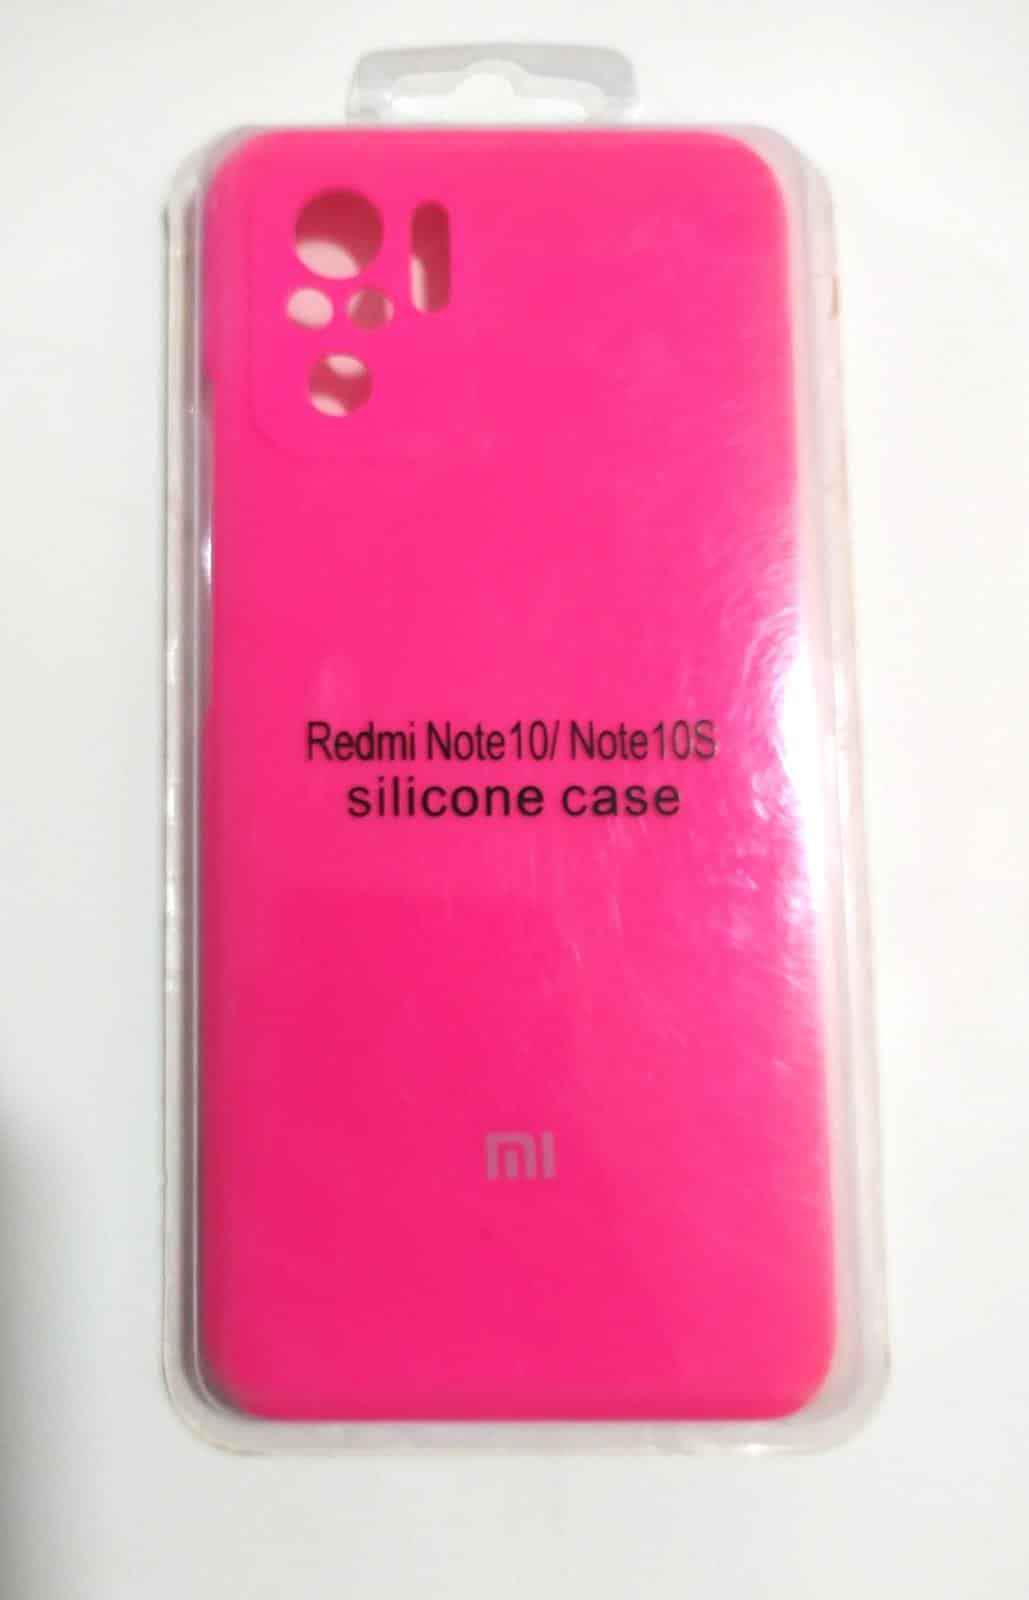 Redmi Note10/ Note10S
silicone case
mi